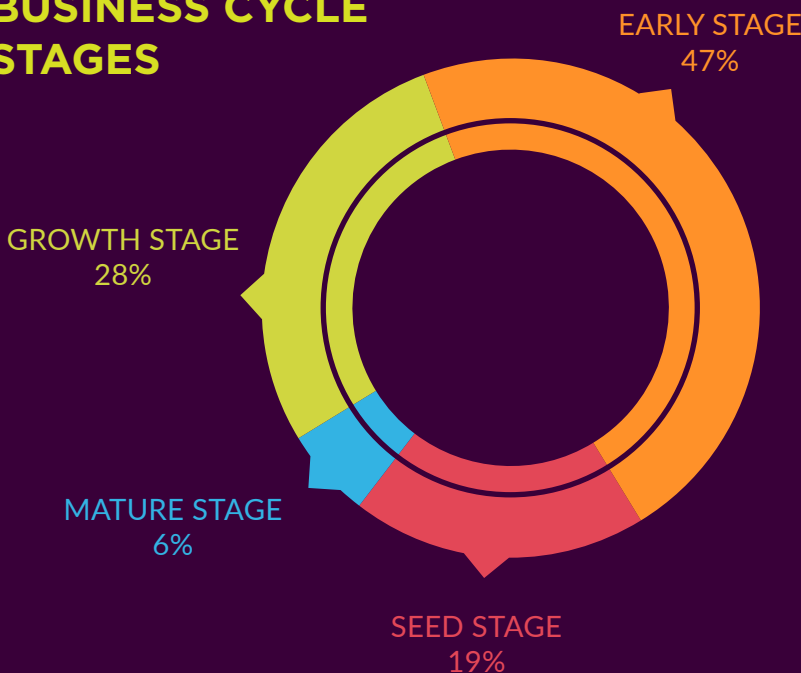 BUSINESS CYCLE
STAGES
EARLY STAGE
47%
GROWTH STAGE
28%
MATURE STAGE
6%
SEED STAGE
19%